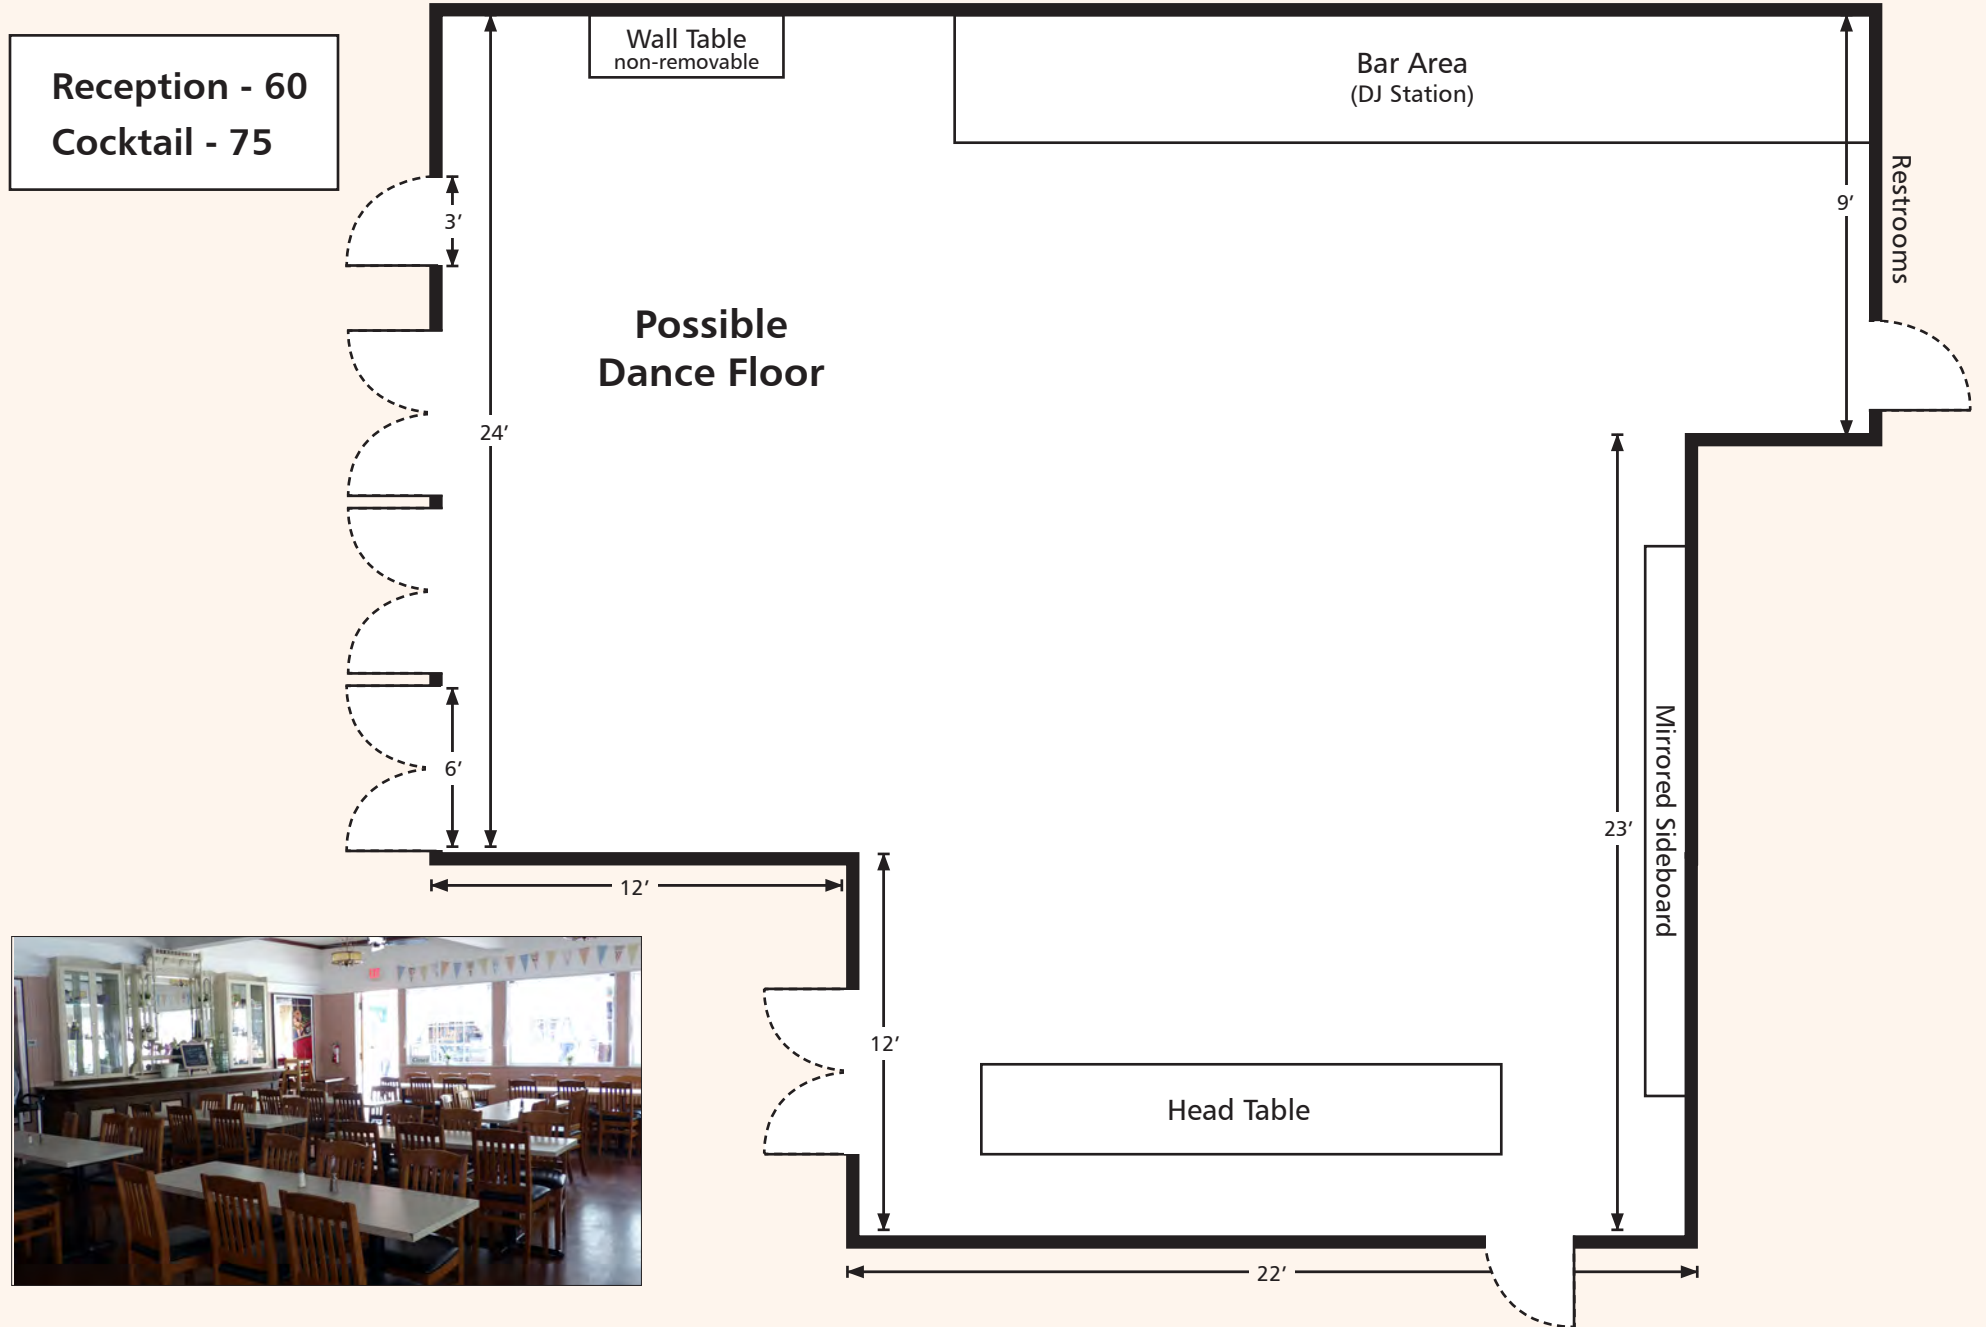 Reception - 60
Cocktail - 75
Wall Table
non-removable
Bar Area
(DJ Station)
Restrooms
3’
9’
Possible
Dance Floor
24’
6’
12’
23’
Mirrored Sideboard
12’
Head Table
22’